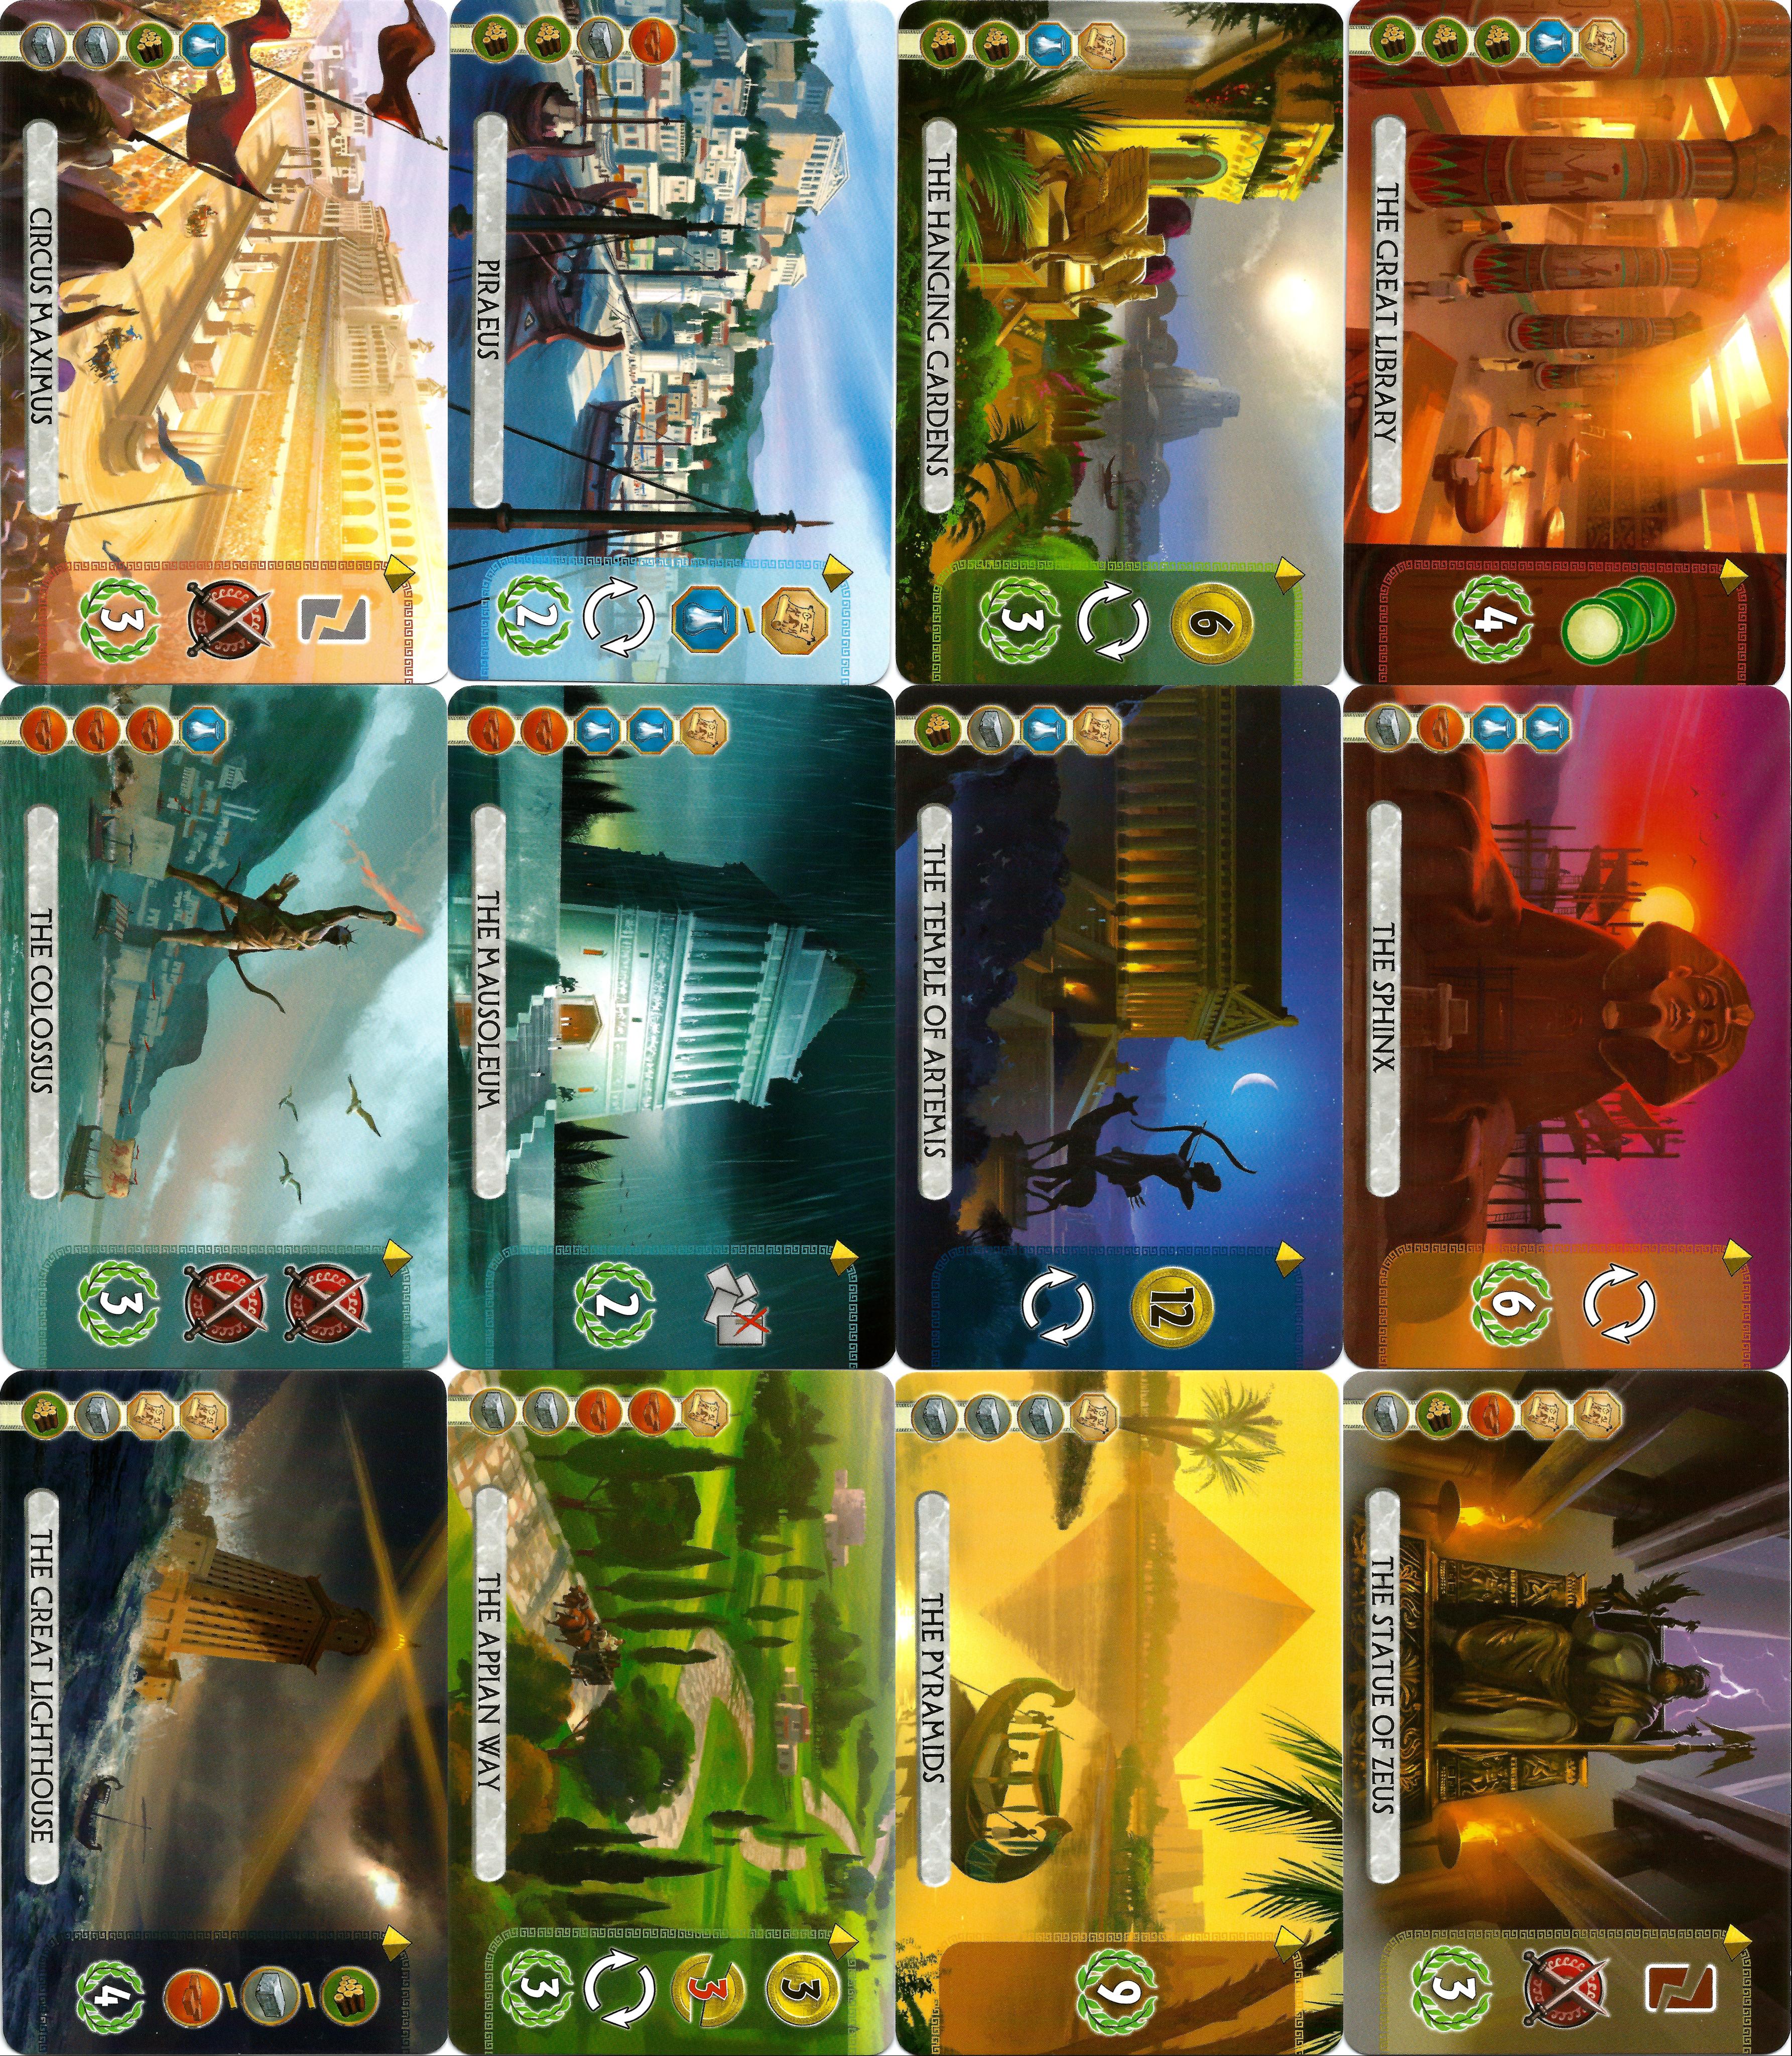 4
THE GREAT LIBRARY
6
THE SPHINX
3
THE STATUE OF ZEUS
6
3
THE HANGING GARDENS
12
THE TEMPLE OF ARTEMIS
9
THE PYRAMIDS
2
PIRAEUS
2
THE MAUSOLEUM
3
3
3
THE APPIAN WAY
3
CIRCUS MAXIMUS
3
THE COLOSSUS
4
THE GREAT LIGHTHOUSE